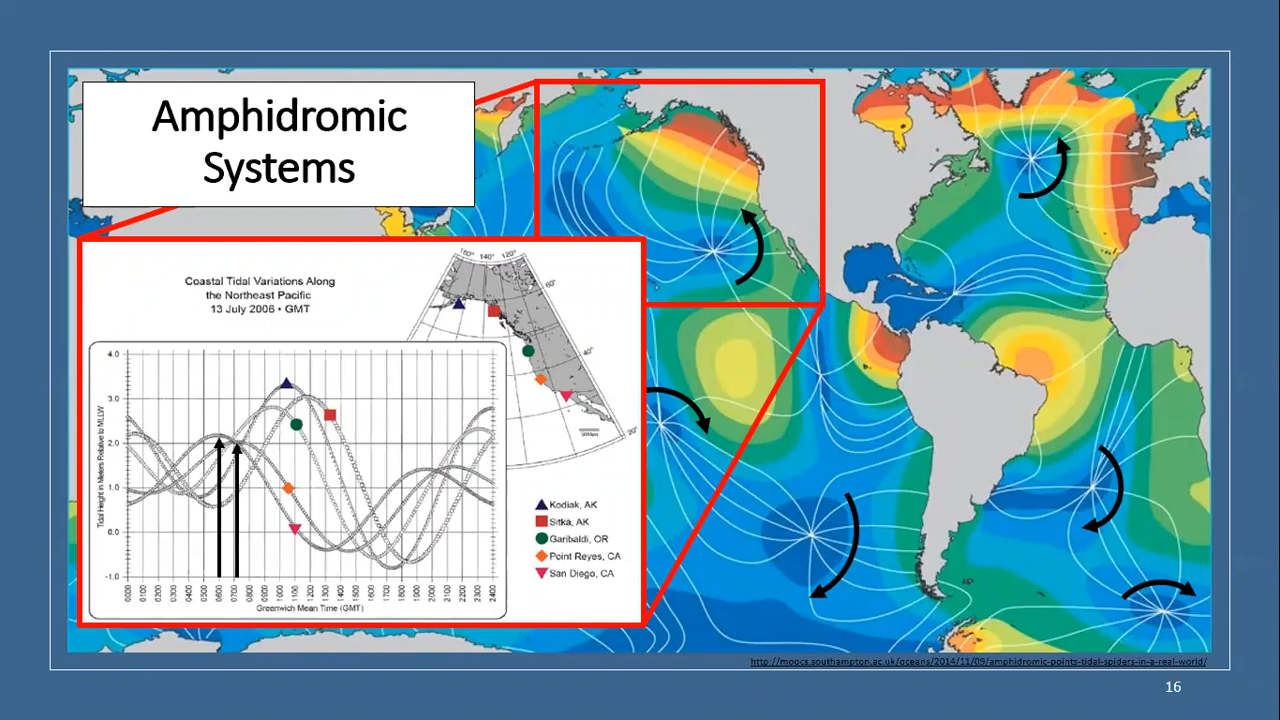 Amphidromic
Systems
Coastal Tidal Variations Along
the Northeast Pacific
13 July 2006 • GMT
160° 140° 120°
60°
40°
20°
4.0
3.0
2.0
1.0
0.0
-1.0
Tidal Height in Meters Relative to MLLW
0000 0100 0200 0300 0400 0500 0600 0700 0800 0900 1000 1100 1200 1300 1400 1500 1600 1700 1800 1900 2000 2100 2200 2300 2400
Greenwich Mean Time (GMT)
Kodiak, AK
Sitka, AK
Garibaldi, OR
Point Reyes, CA
San Diego, CA
http://moocs.southampton.ac.uk/oceans/2014/11/09/amphidromic-points-tidal-spiders-in-a-real-world/
16